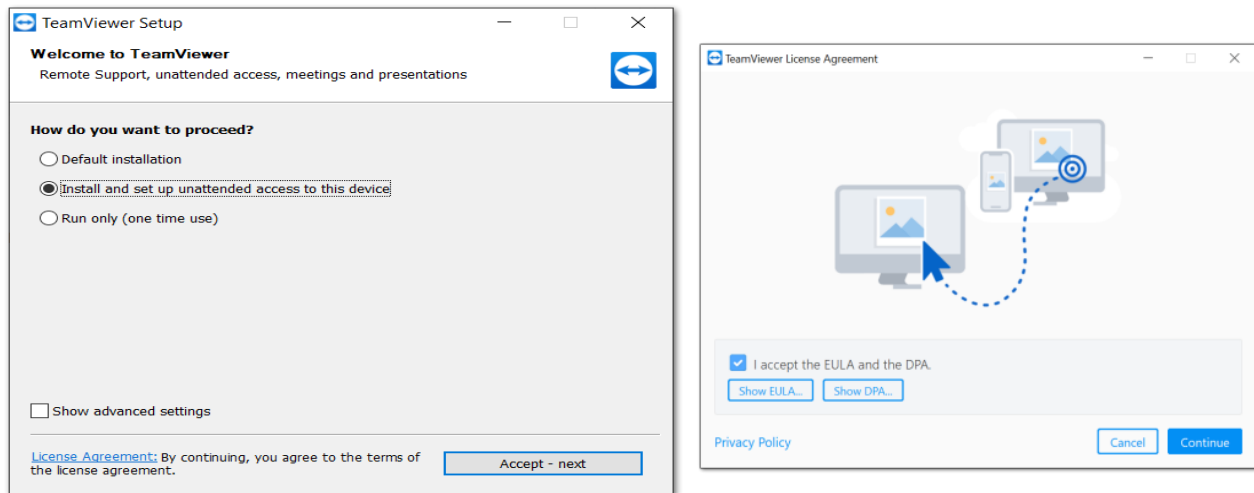 TeamViewer Setup
Welcome to TeamViewer
Remote Support, unattended access, meetings and presentations
How do you want to proceed?
Default installation
Install and set up unattended access to this device
Run only (one time use)
Show advanced settings
License Agreement: By continuing, you agree to the terms of
the license agreement.
Accept - next
TeamViewer License Agreement
I accept the EULA and the DPA.
Show EULA...
Show DPA...
Privacy Policy
Cancel
Continue